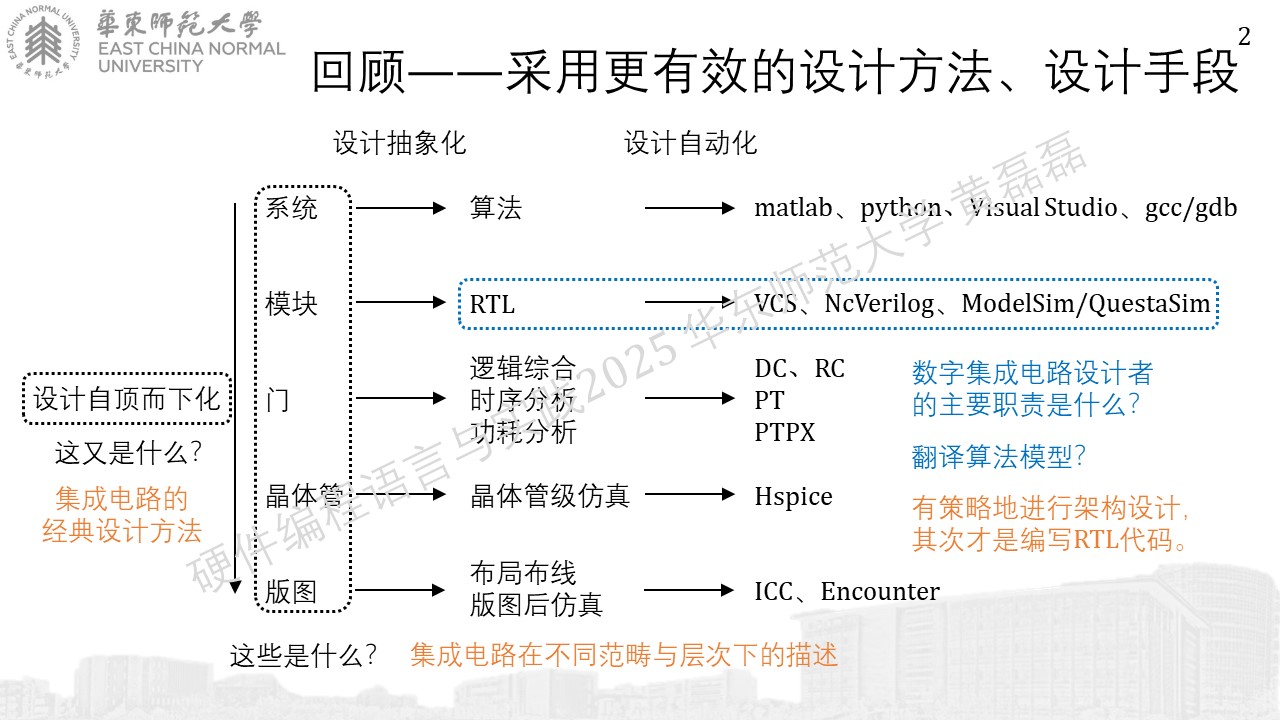 華東師范大學
EAST CHINA NORMAL
UNIVERSITY
EAST CHINA NORMAL UNIVERSITY
華東師范大學
2
回顾——采用更有效的设计方法、设计手段
设计抽象化
设计自动化
系统
算法
matlab、python、Visual Studio、gcc/gdb
模块
RTL
VCS、NcVerilog、ModelSim/QuestaSim
设计自顶而下化
门
逻辑综合
时序分析
功耗分析
DC、RC
PT
PTPX
数字集成电路设计者
的主要职责是什么?
翻译算法模型?
这又是什么?
集成电路的
经典设计方法
晶体管
晶体管级仿真
Hspice
有策略地进行架构设计,
其次才是编写RTL代码。
版图
布局布线
版图后仿真
ICC、Encounter
这些是什么?
集成电路在不同范畴与层次下的描述
硬件编程语言与实践2025 华东师范大学 黄磊磊